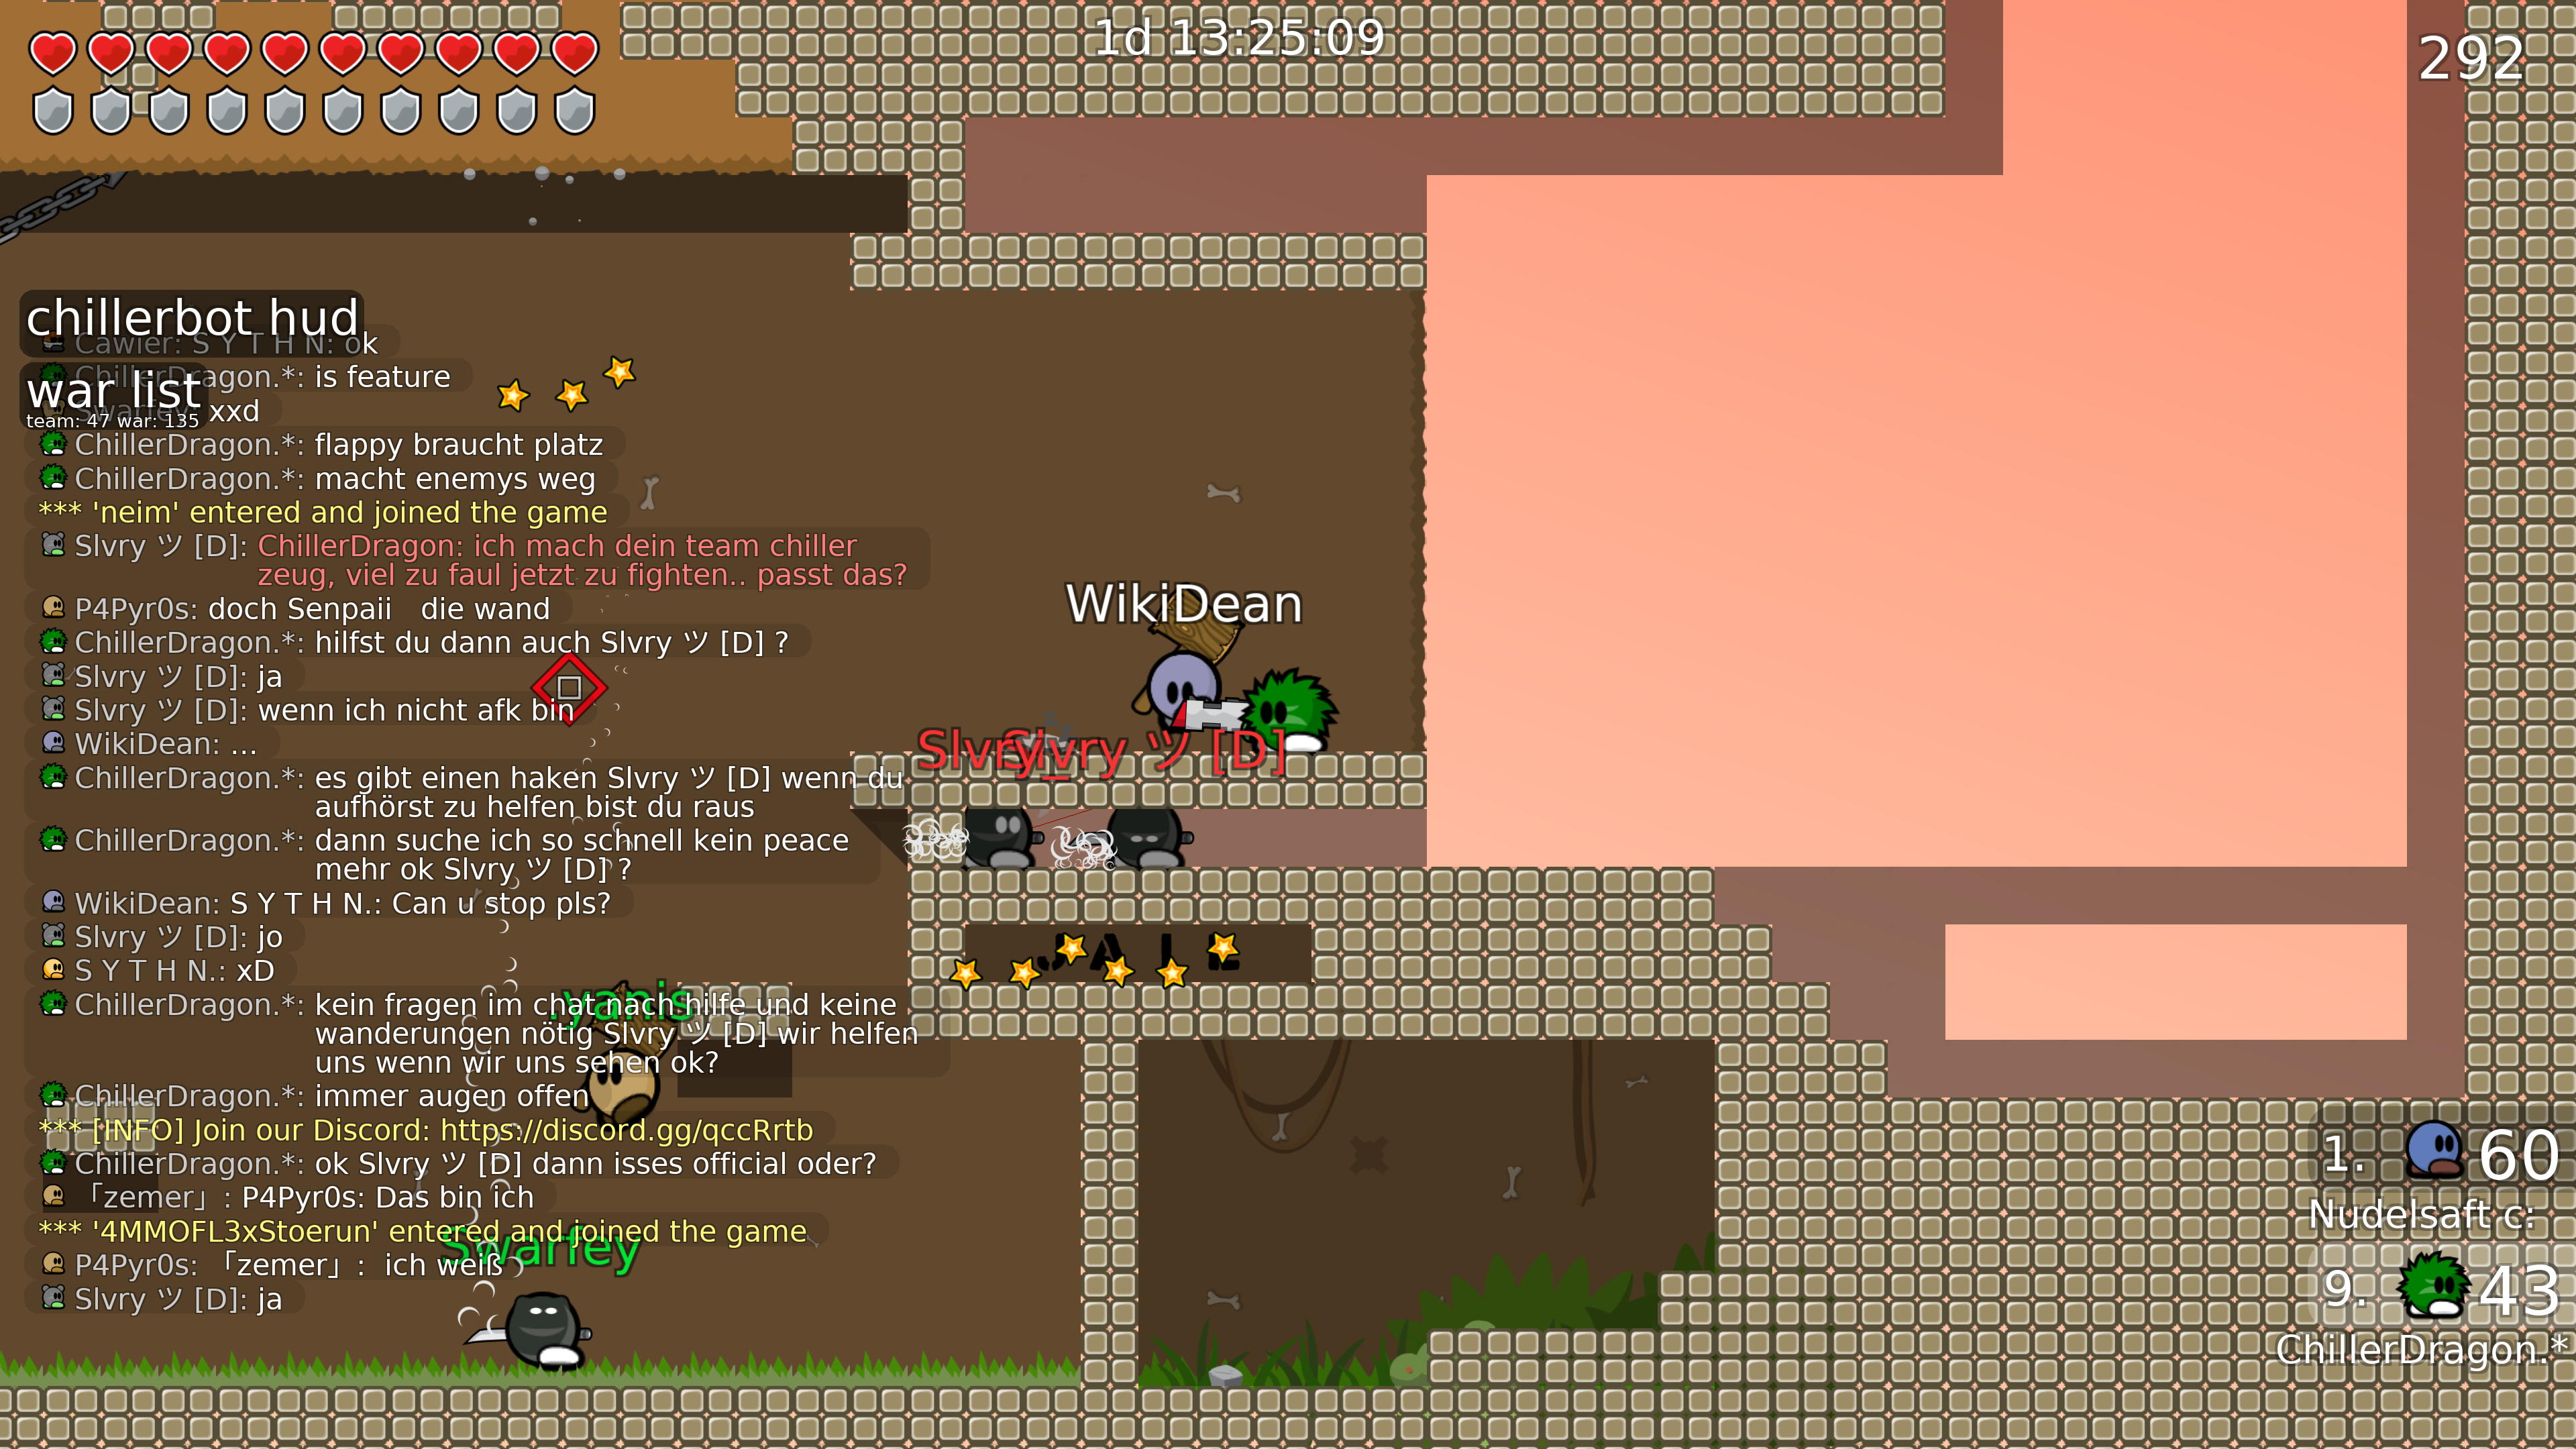 1d 13:25:09
292
chillerbot hud
Cawler: S Y T H N: ok
ChillerDragon.*: is feature
war list
Swarfey: xxd
team: 47 war: 135
ChillerDragon.*: flappy braucht platz
ChillerDragon.*: macht enemys weg
*** 'neim' entered and joined the game
Slvry ツ [D]: ChillerDragon: ich mach dein team chiller
zeug, viel zu faul jetzt zu fighten.. passt das?
WikiDean
P4Pyr0s: doch Senpaii   die wand
ChillerDragon.*: hilfst du dann auch Slvry ツ [D] ?
Slvry ツ [D]: ja
Slvry ツ [D]: wenn ich nicht afk bin
WikiDean: ...
Slvry ツ [D]
ChillerDragon.*: es gibt einen haken Slvry ツ [D] wenn du
aufhörst zu helfen bist du raus
ChillerDragon.*: dann suche ich so schnell kein peace
mehr ok Slvry ツ [D] ?
WikiDean: S Y T H N.: Can u stop pls?
Slvry ツ [D]: jo
JAIL
S Y T H N.: xD
.yanis
ChillerDragon.*: kein fragen im chat nach hilfe und keine
wanderungen nötig Slvry ツ [D] wir helfen
uns wenn wir uns sehen ok?
ChillerDragon.*: immer augen offen
*** [INFO] Join our Discord: https://discord.gg/qccRrtb
ChillerDragon.*: ok Slvry ツ [D] dann isses official oder?
「zemer」: P4Pyr0s: Das bin ich
*** '4MMOFL3xStoerun' entered and joined the game
Swarfey
P4Pyr0s: 「zemer」:  ich weiß
Slvry ツ [D]: ja
1. 60
Nudelsaft c:
9. 43
ChillerDragon.*